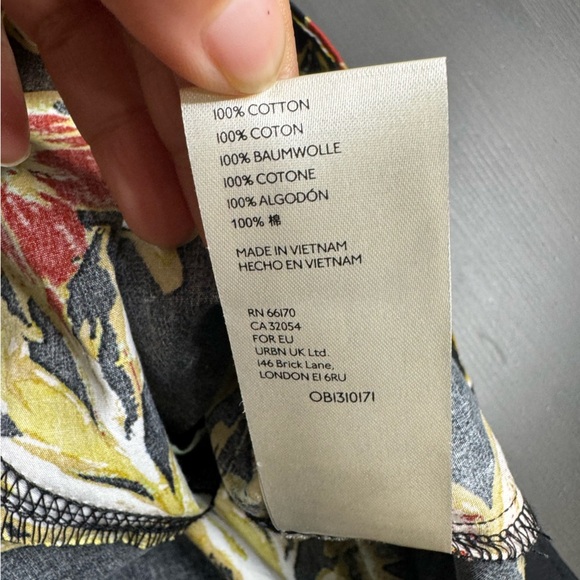 100% COTTON
100% COTON
100% BAUMWOLLE
100% COTONE
100% ALGODÓN
100% 棉
MADE IN VIETNAM
HECHO EN VIETNAM
RN 66170
CA 32054
FOR EU
URBN UK Ltd.
146 Brick Lane,
LONDON E1 6RU
OB1310171